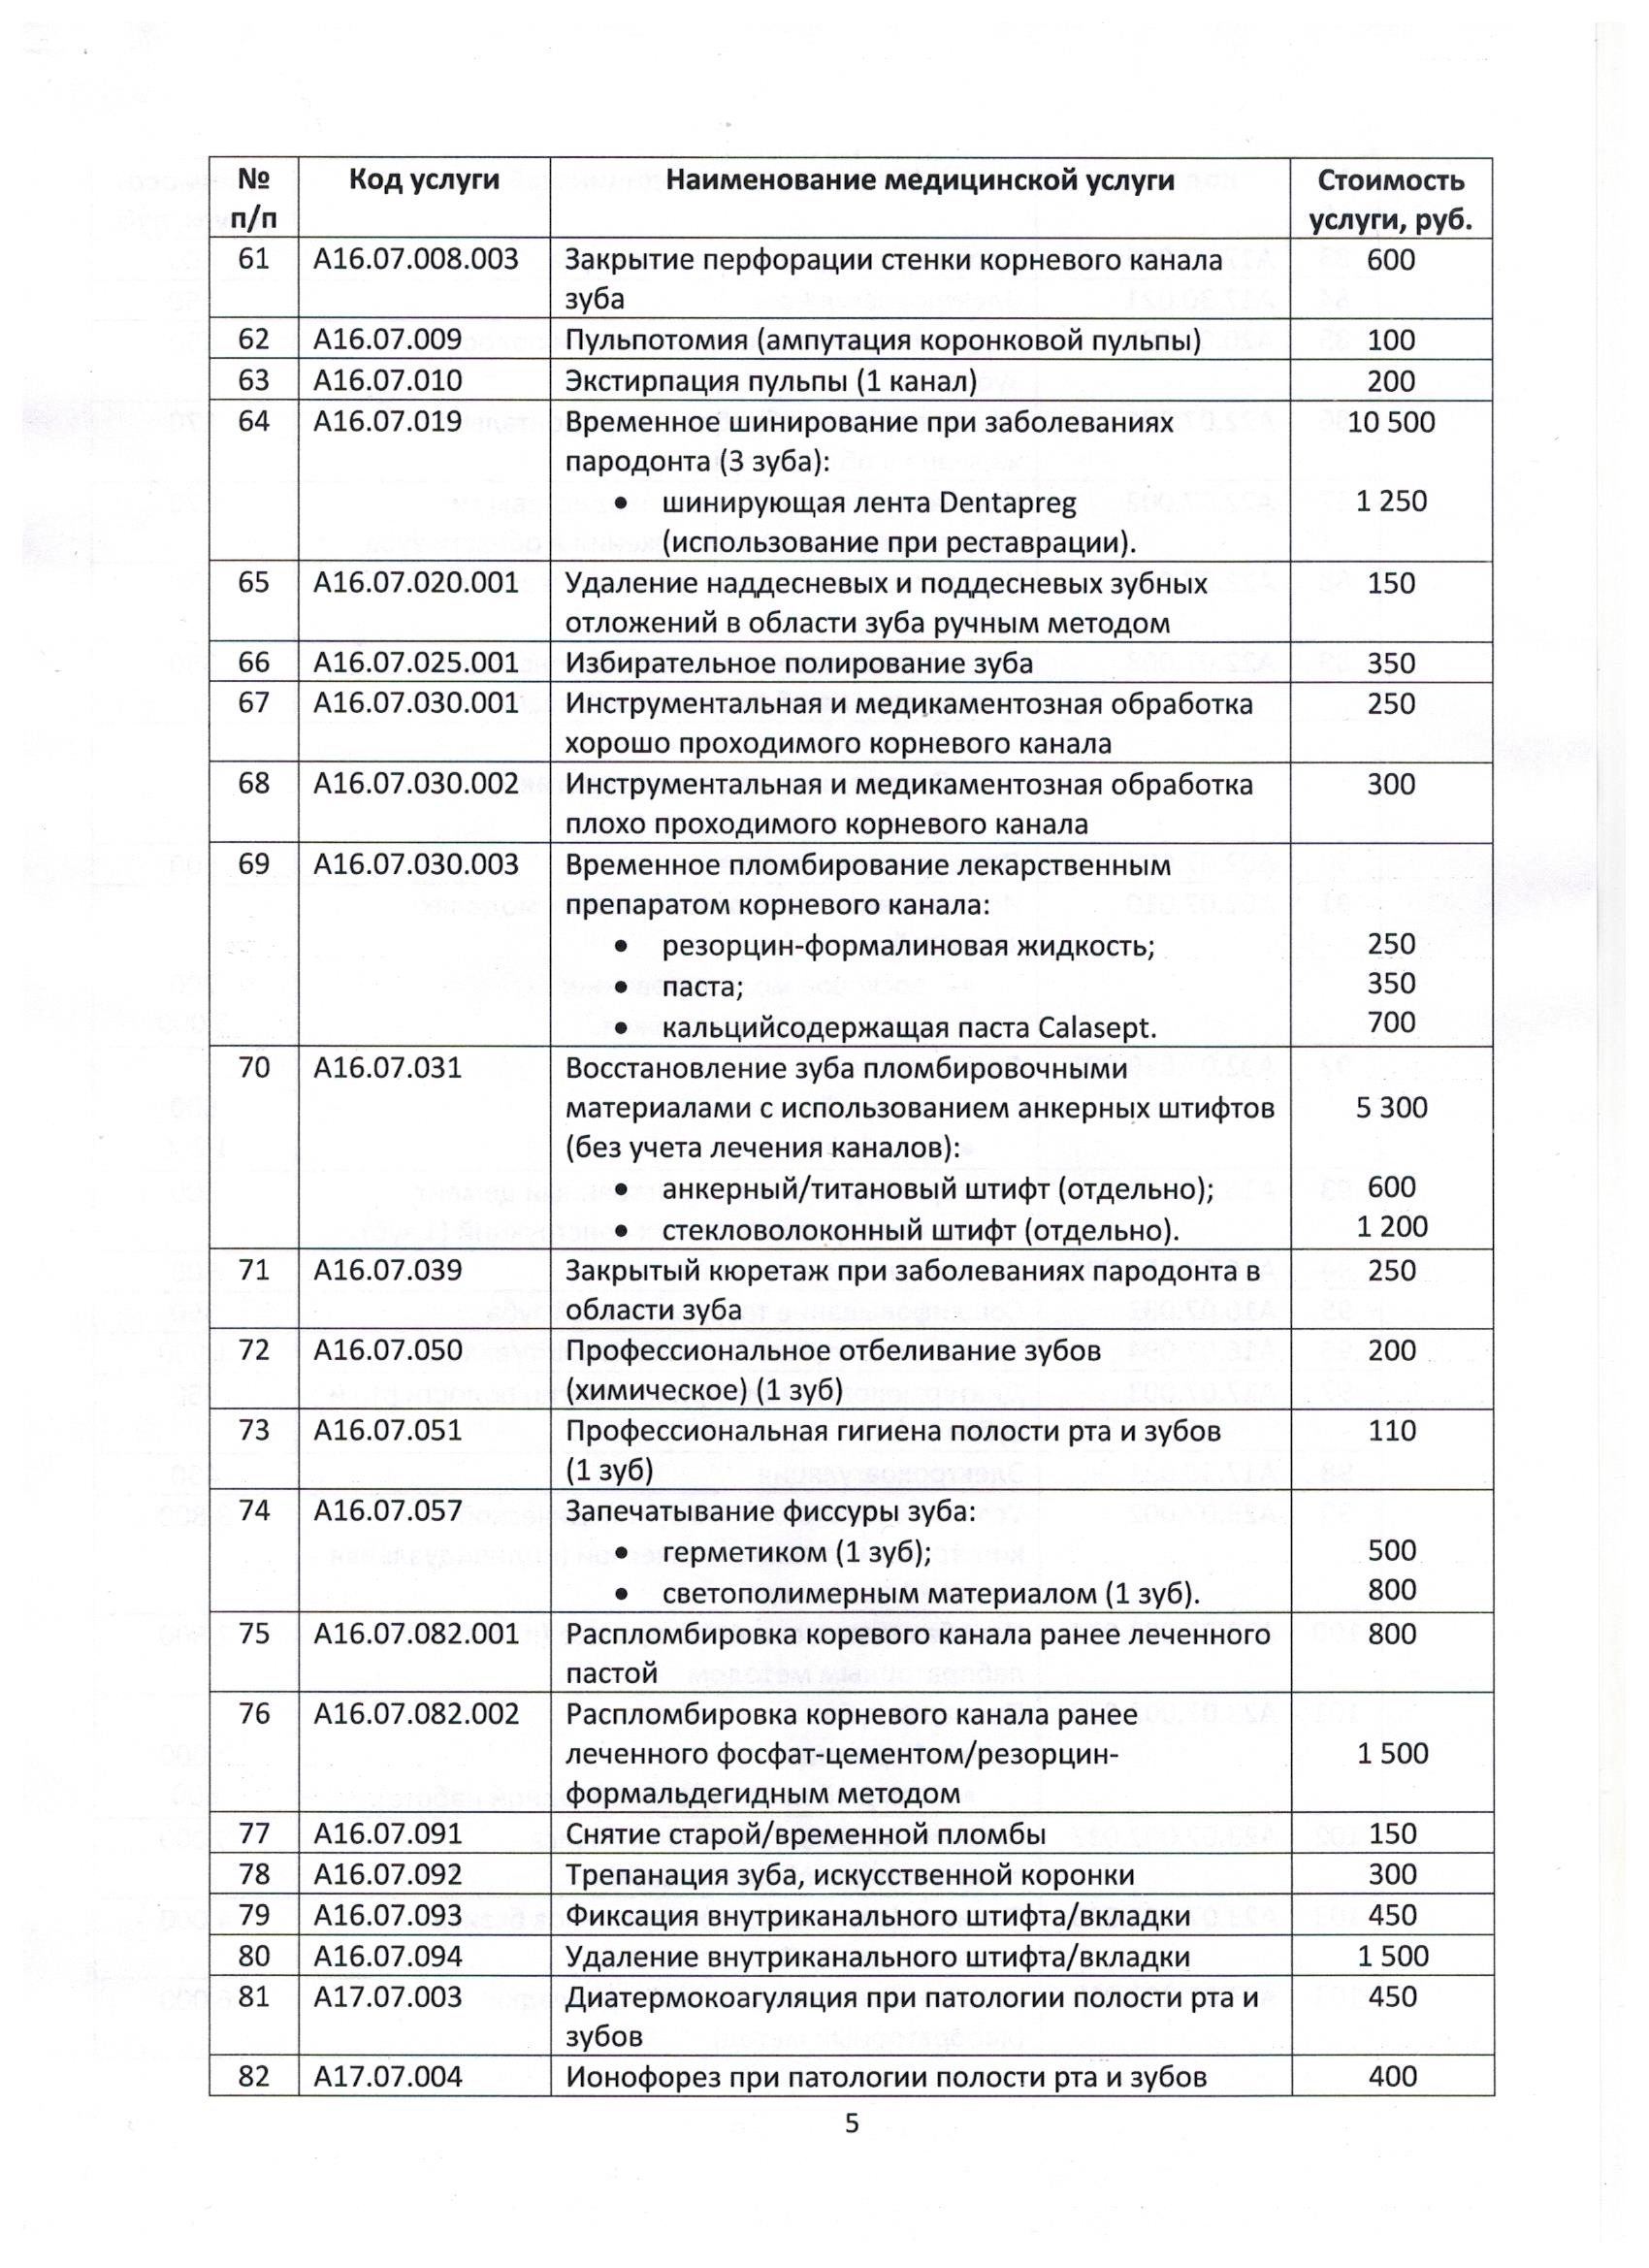 № Код услуги Наименование медицинской услуги Стоимость
п/п услуги, руб.
61 А16.07.008.003 Закрытие перфорации стенки корневого канала 600
зуба
62 А16.07.009 Пульпотомия (ампутация коронковой пульпы) 100
63 А16.07.010 Экстирпация пульпы (1 канал) 200
64 А16.07.019 Временное шинирование при заболеваниях 10 500
пародонта (3 зуба):
• шинирующая лента Dentapreg 1 250
(использование при реставрации).
65 А16.07.020.001 Удаление наддесневых и поддесневых зубных 150
отложений в области зуба ручным методом
66 А16.07.025.001 Избирательное полирование зуба 350
67 А16.07.030.001 Инструментальная и медикаментозная обработка 250
хорошо проходимого корневого канала
68 А16.07.030.002 Инструментальная и медикаментозная обработка 300
плохо проходимого корневого канала
69 А16.07.030.003 Временное пломбирование лекарственным
препаратом корневого канала:
• резорцин-формалиновая жидкость; 250
• паста; 350
• кальцийсодержащая паста Calasept. 700
70 А16.07.031 Восстановление зуба пломбировочными
материалами с использованием анкерных штифтов 5 300
(без учета лечения каналов):
• анкерный/титановый штифт (отдельно); 600
• стекловолоконный штифт (отдельно). 1 200
71 А16.07.039 Закрытый кюретаж при заболеваниях пародонта в 250
области зуба
72 А16.07.050 Профессиональное отбеливание зубов 200
(химическое) (1 зуб)
73 А16.07.051 Профессиональная гигиена полости рта и зубов 110
(1 зуб)
74 А16.07.057 Запечатывание фиссуры зуба:
• герметиком (1 зуб); 500
• светополимерным материалом (1 зуб). 800
75 А16.07.082.001 Распломбировка коревого канала ранее леченного 800
пастой
76 А16.07.082.002 Распломбировка корневого канала ранее
леченного фосфат-цементом/резорцин- 1 500
формальдегидным методом
77 А16.07.091 Снятие старой/временной пломбы 150
78 А16.07.092 Трепанация зуба, искусственной коронки 300
79 А16.07.093 Фиксация внутриканального штифта/вкладки 450
80 А16.07.094 Удаление внутриканального штифта/вкладки 1 500
81 А17.07.003 Диатермокоагуляция при патологии полости рта и 450
зубов
82 А17.07.004 Ионофорез при патологии полости рта и зубов 400
5